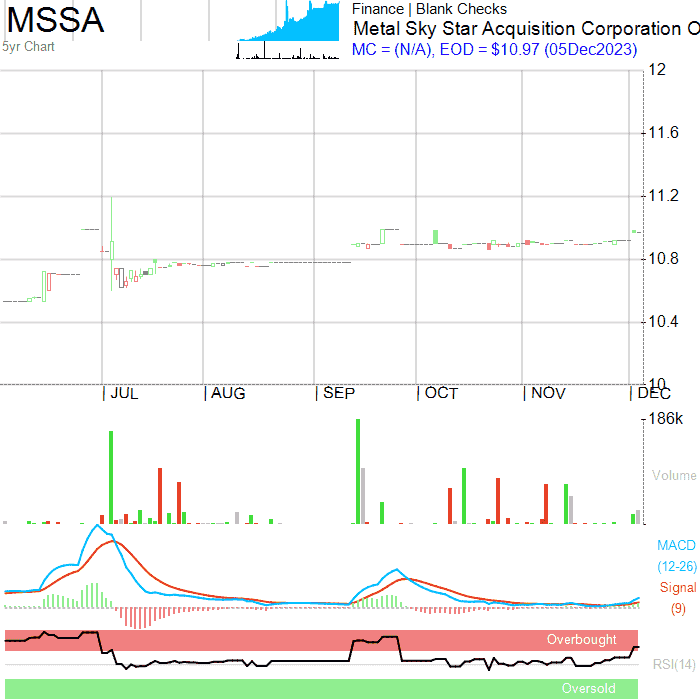 MSSA
5yr Chart
Finance | Blank Checks
Metal Sky Star Acquisition Corporation O
MC = (N/A), EOD = $10.97 (05Dec2023)
12
11.6
11.2
10.8
10.4
10
| JUL | AUG | SEP | OCT | NOV | DEC
186k
Volume
MACD
(12-26)
Signal
(9)
Overbought
RSI(14)
Oversold